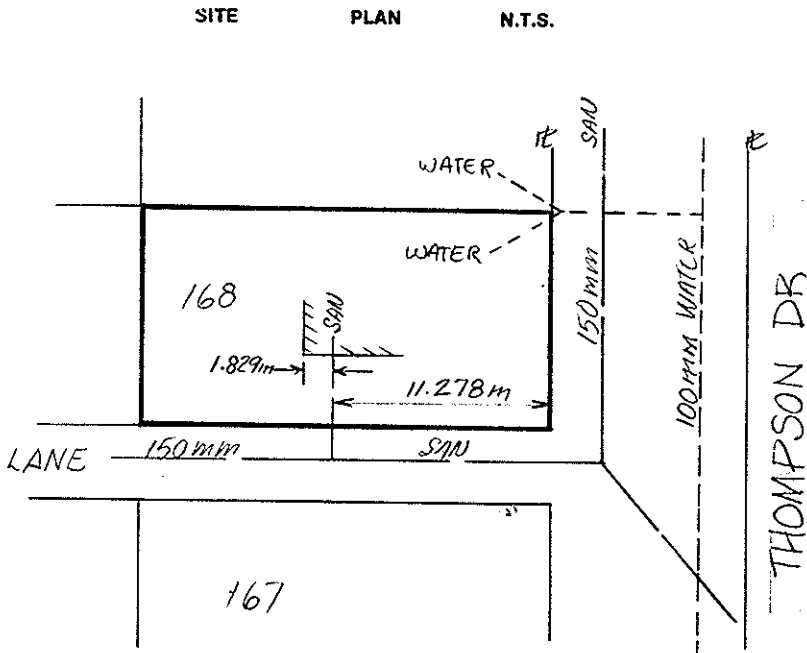 SITE PLAN N.T.S.
SAN
WATER
WATER
168
SAN
150mm
100mm WATER
1.829m
11.278m
LANE
150mm SAN
THOMPSON DR
167